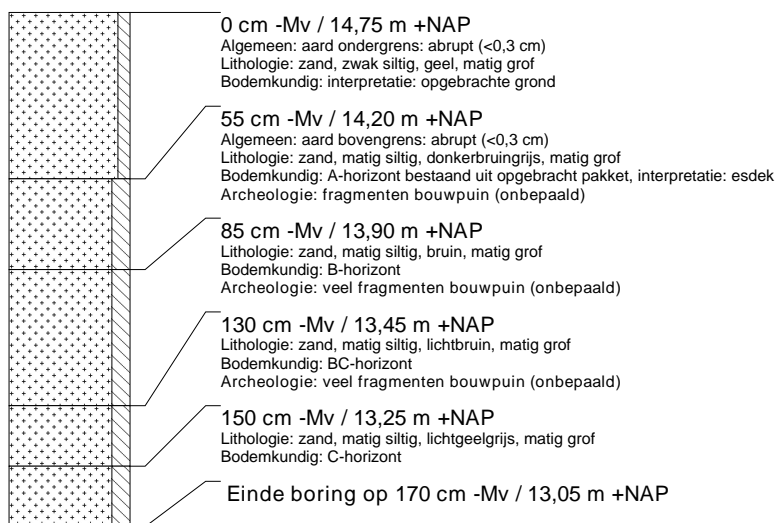 0 cm -Mv / 14,75 m +NAP
Algemeen: aard ondergrens: abrupt (<0,3 cm)
Lithologie: zand, zwak siltig, geel, matig grof
Bodemkundig: interpretatie: opgebrachte grond
55 cm -Mv / 14,20 m +NAP
Algemeen: aard bovengrens: abrupt (<0,3 cm)
Lithologie: zand, matig siltig, donkerbruingrijs, matig grof
Bodemkundig: A-horizont bestaand uit opgebracht pakket, interpretatie: esdek
Archeologie: fragmenten bouwpuin (onbepaald)
85 cm -Mv / 13,90 m +NAP
Lithologie: zand, matig siltig, bruin, matig grof
Bodemkundig: B-horizont
Archeologie: veel fragmenten bouwpuin (onbepaald)
130 cm -Mv / 13,45 m +NAP
Lithologie: zand, matig siltig, lichtbruin, matig grof
Bodemkundig: BC-horizont
Archeologie: veel fragmenten bouwpuin (onbepaald)
150 cm -Mv / 13,25 m +NAP
Lithologie: zand, matig siltig, lichtgeelgrijs, matig grof
Bodemkundig: C-horizont
Einde boring op 170 cm -Mv / 13,05 m +NAP